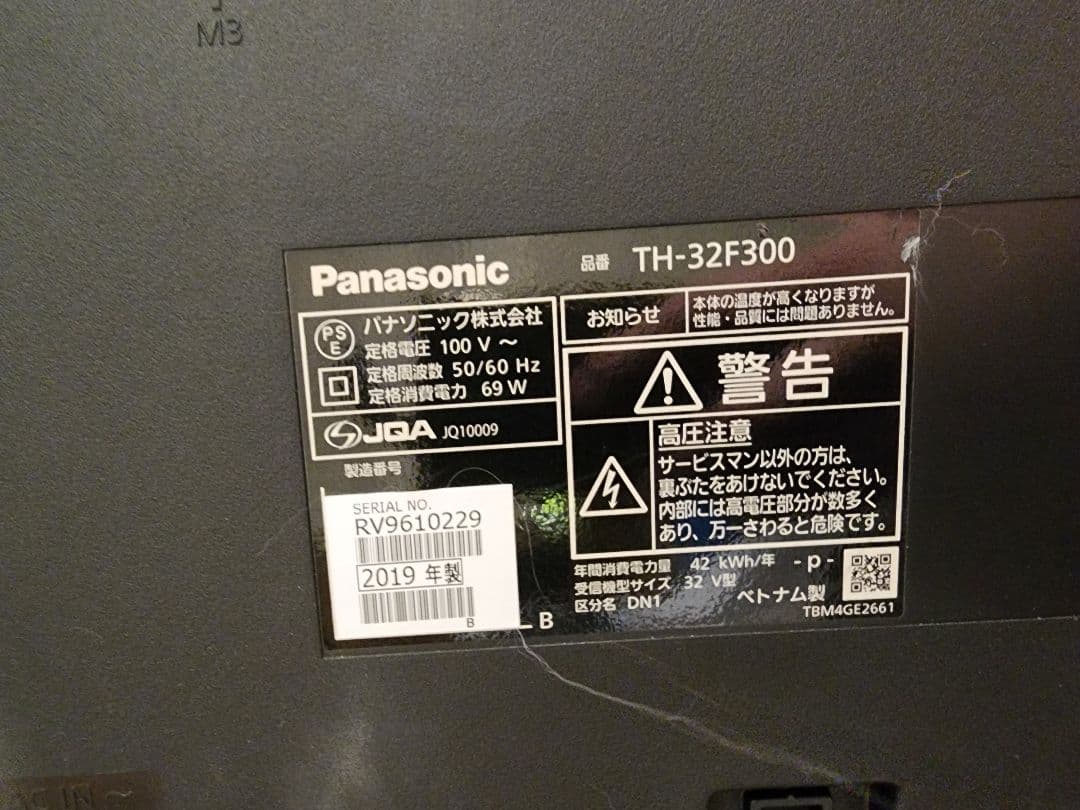 M3
Panasonic
品番 TH-32F300
PS
E
パナソニック株式会社
定格電圧 100 V ～
定格周波数 50/60 Hz
定格消費電力 69 W
JQA JQ10009
製造番号
SERIAL NO.
RV9610229
2019 年製
B
B
お知らせ
本体の温度が高くなりますが
性能・品質には問題ありません。
警告
高圧注意
サービスマン以外の方は、
裏ぶたをあけないでください。
内部には高電圧部分が数多く
あり、万一さわると危険です。
年間消費電力量 42 kWh/年 - p -
受信機型サイズ 32 V型
区分名 DN1
ベトナム製
TBM4GE2661
AC IN ~